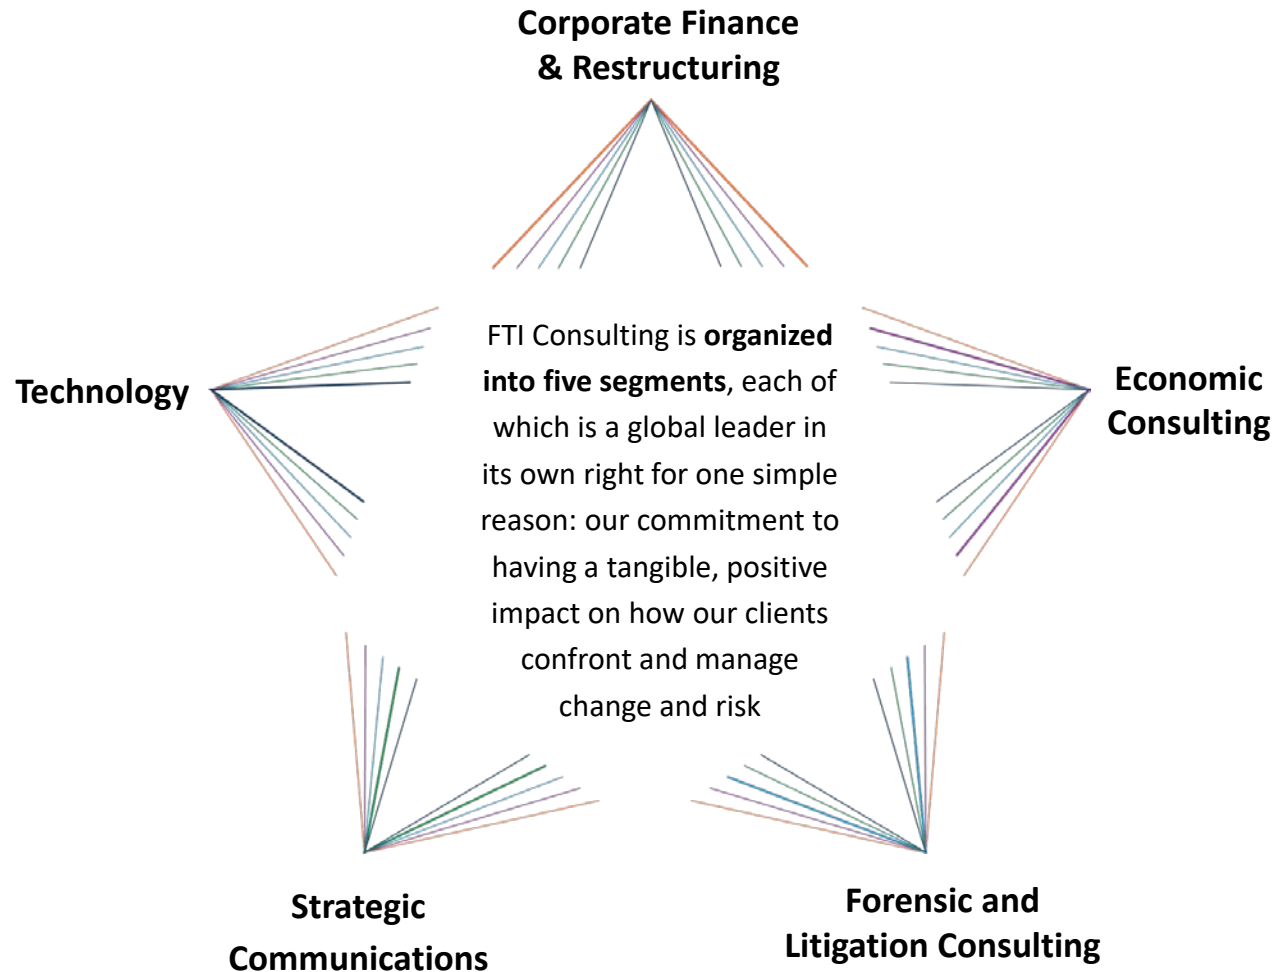 Corporate Finance
& Restructuring
FTI Consulting is organized
into five segments, each of
which is a global leader in
its own right for one simple
reason: our commitment to
having a tangible, positive
impact on how our clients
confront and manage
change and risk
Technology
Economic
Consulting
Strategic
Communications
Forensic and
Litigation Consulting